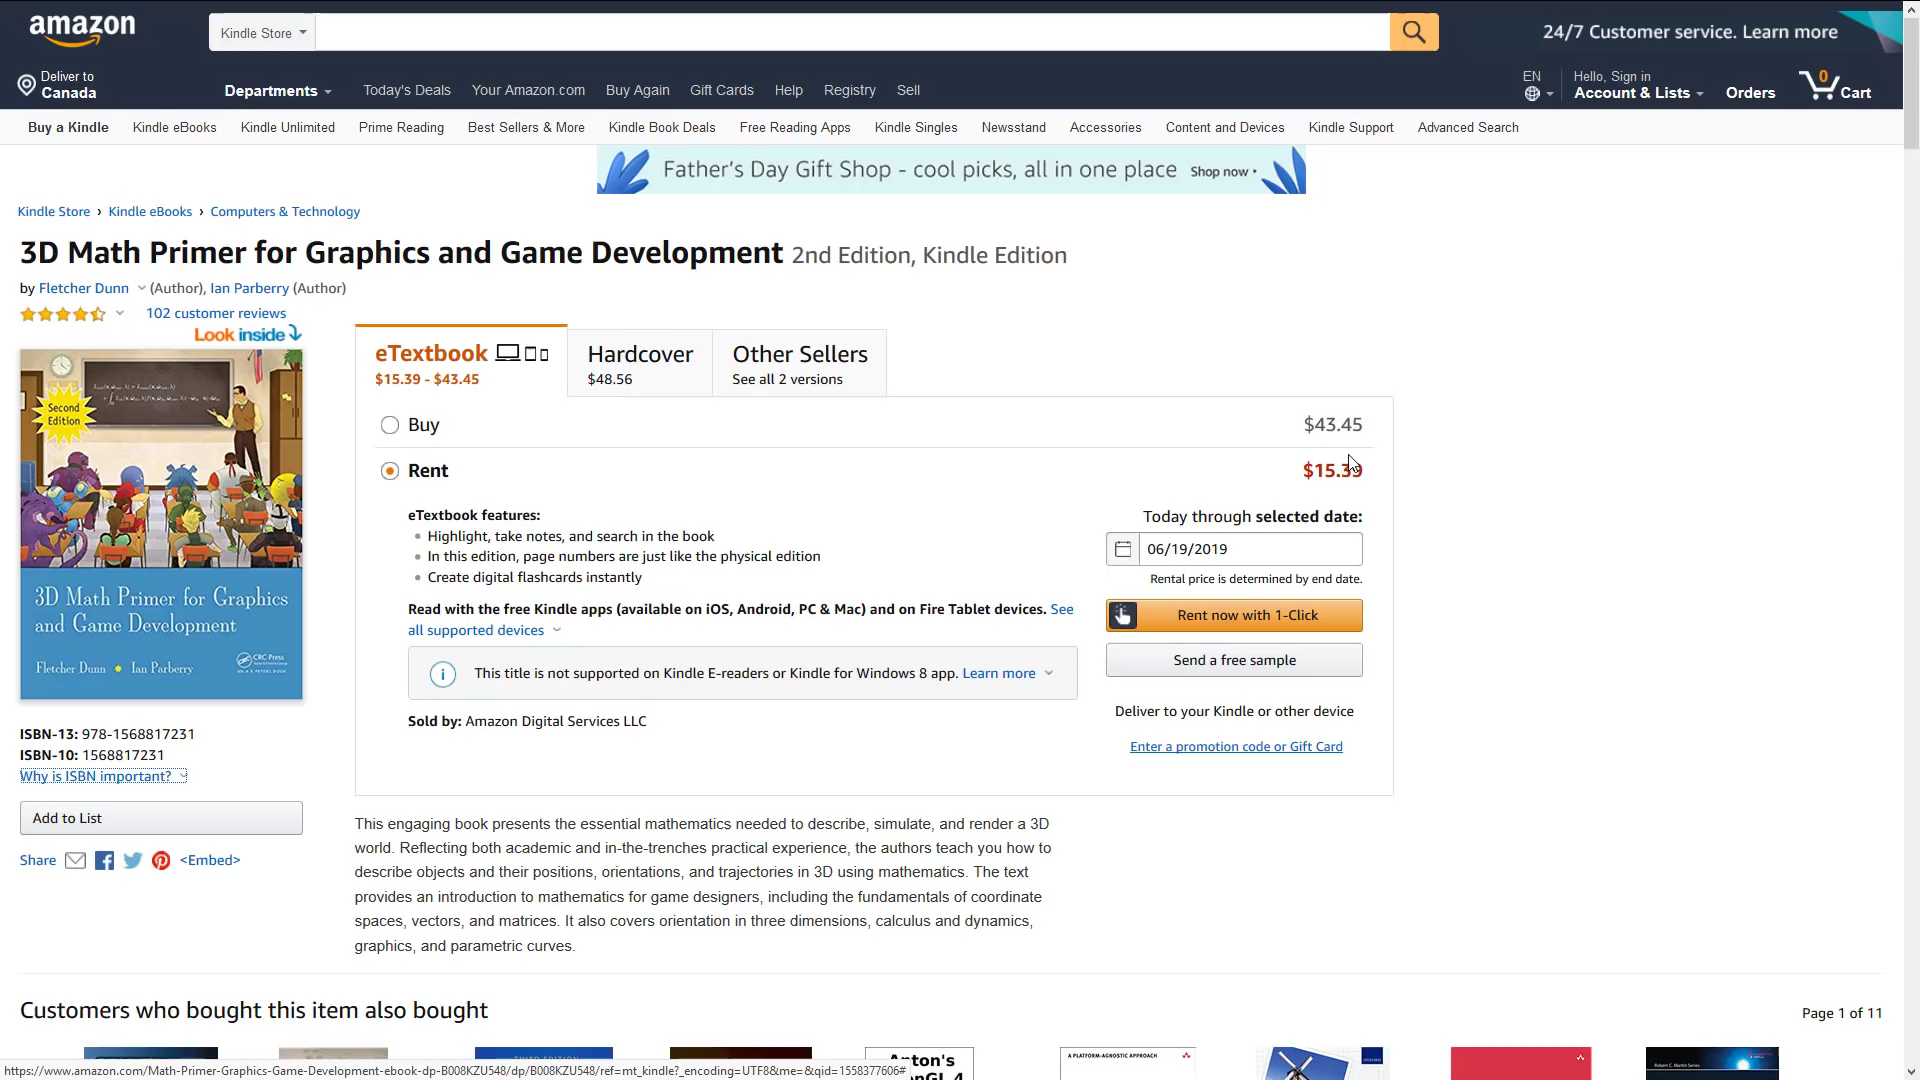 amazon
Kindle Store
24/7 Customer service. Learn more
Deliver to
Canada
Departments
Today's Deals
Your Amazon.com
Buy Again
Gift Cards
Help
Registry
Sell
EN
Hello, Sign in
Account & Lists
Orders
0
Cart
Buy a Kindle
Kindle eBooks
Kindle Unlimited
Prime Reading
Best Sellers & More
Kindle Book Deals
Free Reading Apps
Kindle Singles
Newsstand
Accessories
Content and Devices
Kindle Support
Advanced Search
Father's Day Gift Shop - cool picks, all in one place Shop now
Kindle Store › Kindle eBooks › Computers & Technology
3D Math Primer for Graphics and Game Development 2nd Edition, Kindle Edition
by Fletcher Dunn (Author), Ian Parberry (Author)
102 customer reviews
Look inside
Second
Edition
3D Math Primer for Graphics
and Game Development
Fletcher Dunn Ian Parberry
CRC Press
ISBN-13: 978-1568817231
ISBN-10: 1568817231
Why is ISBN important?
Add to List
Share <Embed>
eTextbook
$15.39 - $43.45
Hardcover
$48.56
Other Sellers
See all 2 versions
Buy
$43.45
Rent
$15.39
eTextbook features:
Highlight, take notes, and search in the book
In this edition, page numbers are just like the physical edition
Create digital flashcards instantly
Read with the free Kindle apps (available on iOS, Android, PC & Mac) and on Fire Tablet devices. See
all supported devices
This title is not supported on Kindle E-readers or Kindle for Windows 8 app. Learn more
Sold by: Amazon Digital Services LLC
Today through selected date:
06/19/2019
Rental price is determined by end date.
Rent now with 1-Click
Send a free sample
Deliver to your Kindle or other device
Enter a promotion code or Gift Card
This engaging book presents the essential mathematics needed to describe, simulate, and render a 3D
world. Reflecting both academic and in-the-trenches practical experience, the authors teach you how to
describe objects and their positions, orientations, and trajectories in 3D using mathematics. The text
provides an introduction to mathematics for game designers, including the fundamentals of coordinate
spaces, vectors, and matrices. It also covers orientation in three dimensions, calculus and dynamics,
graphics, and parametric curves.
Customers who bought this item also bought
Page 1 of 11
THIRD EDITION
Anton's
A PLATFORM-AGNOSTIC APPROACH
Robert C. Martin Series
https://www.amazon.com/Math-Primer-Graphics-Game-Development-ebook-dp-B008KZU548/dp/B008KZU548/ref=mt_kindle?_encoding=UTF8&me=&qid=1558377606#